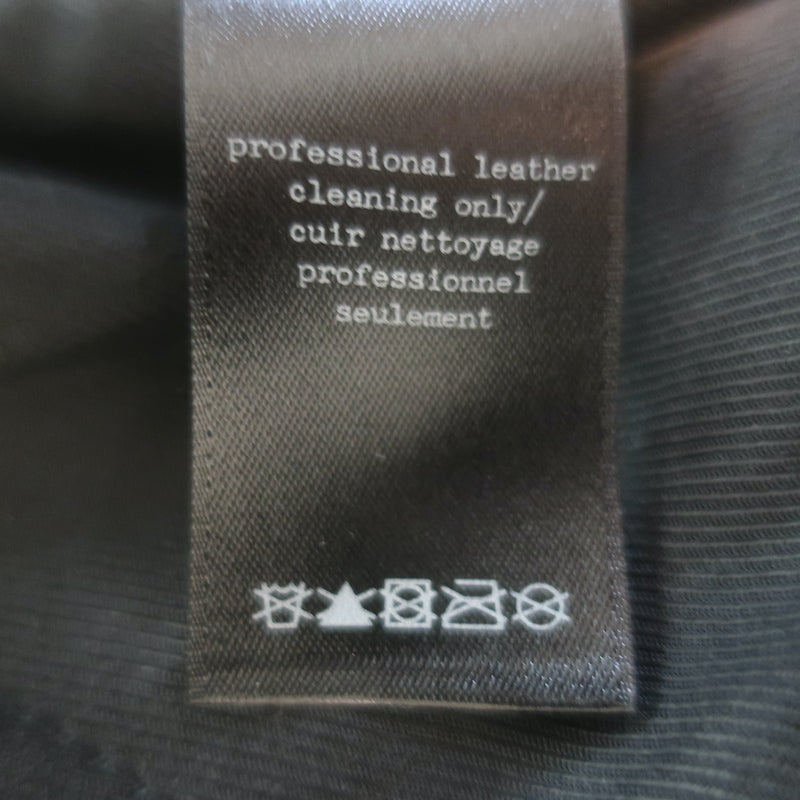 professional leather
cleaning only/
cuir nettoyage
professionnel
seulement